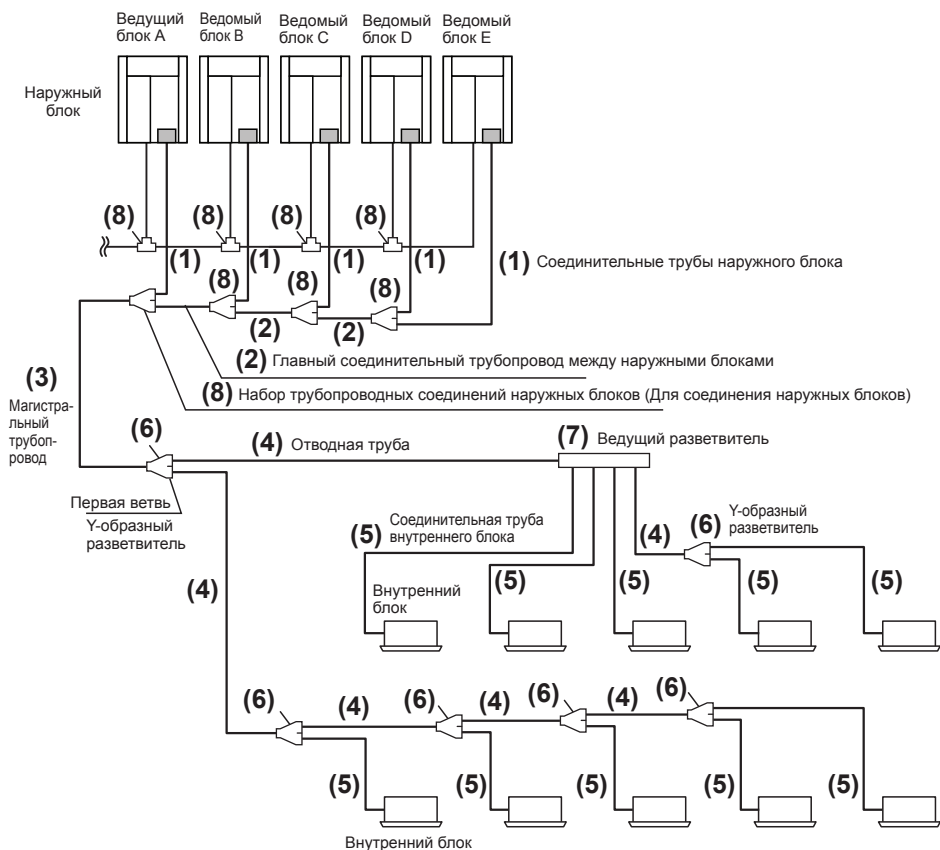 Ведущий
блок A
Ведомый
блок B
Ведомый
блок C
Ведомый
блок D
Ведомый
блок E
Наружный
блок
(8)
(8)
(8)
(8)
(1)
(1)
(1)
(1)
(1) Соединительные трубы наружного блока
(8)
(8)
(8)
(2)
(2)
(2) Главный соединительный трубопровод между наружными блоками
(8) Набор трубопроводных соединений наружных блоков (Для соединения наружных блоков)
(3)
Магистра-
льный
трубоп-
ровод
(6)
(4) Отводная труба
(7) Ведущий разветвитель
Первая ветвь
Y-образный
разветвитель
(5) Соединительная труба
внутреннего блока
(4)
(6) Y-образный
разветвитель
(4)
(5)
(5)
(5)
(5)
Внутренний
блок
(6)
(4)
(6)
(4)
(6)
(4)
(6)
(5)
(5)
(5)
(5)
(5)
Внутренний блок